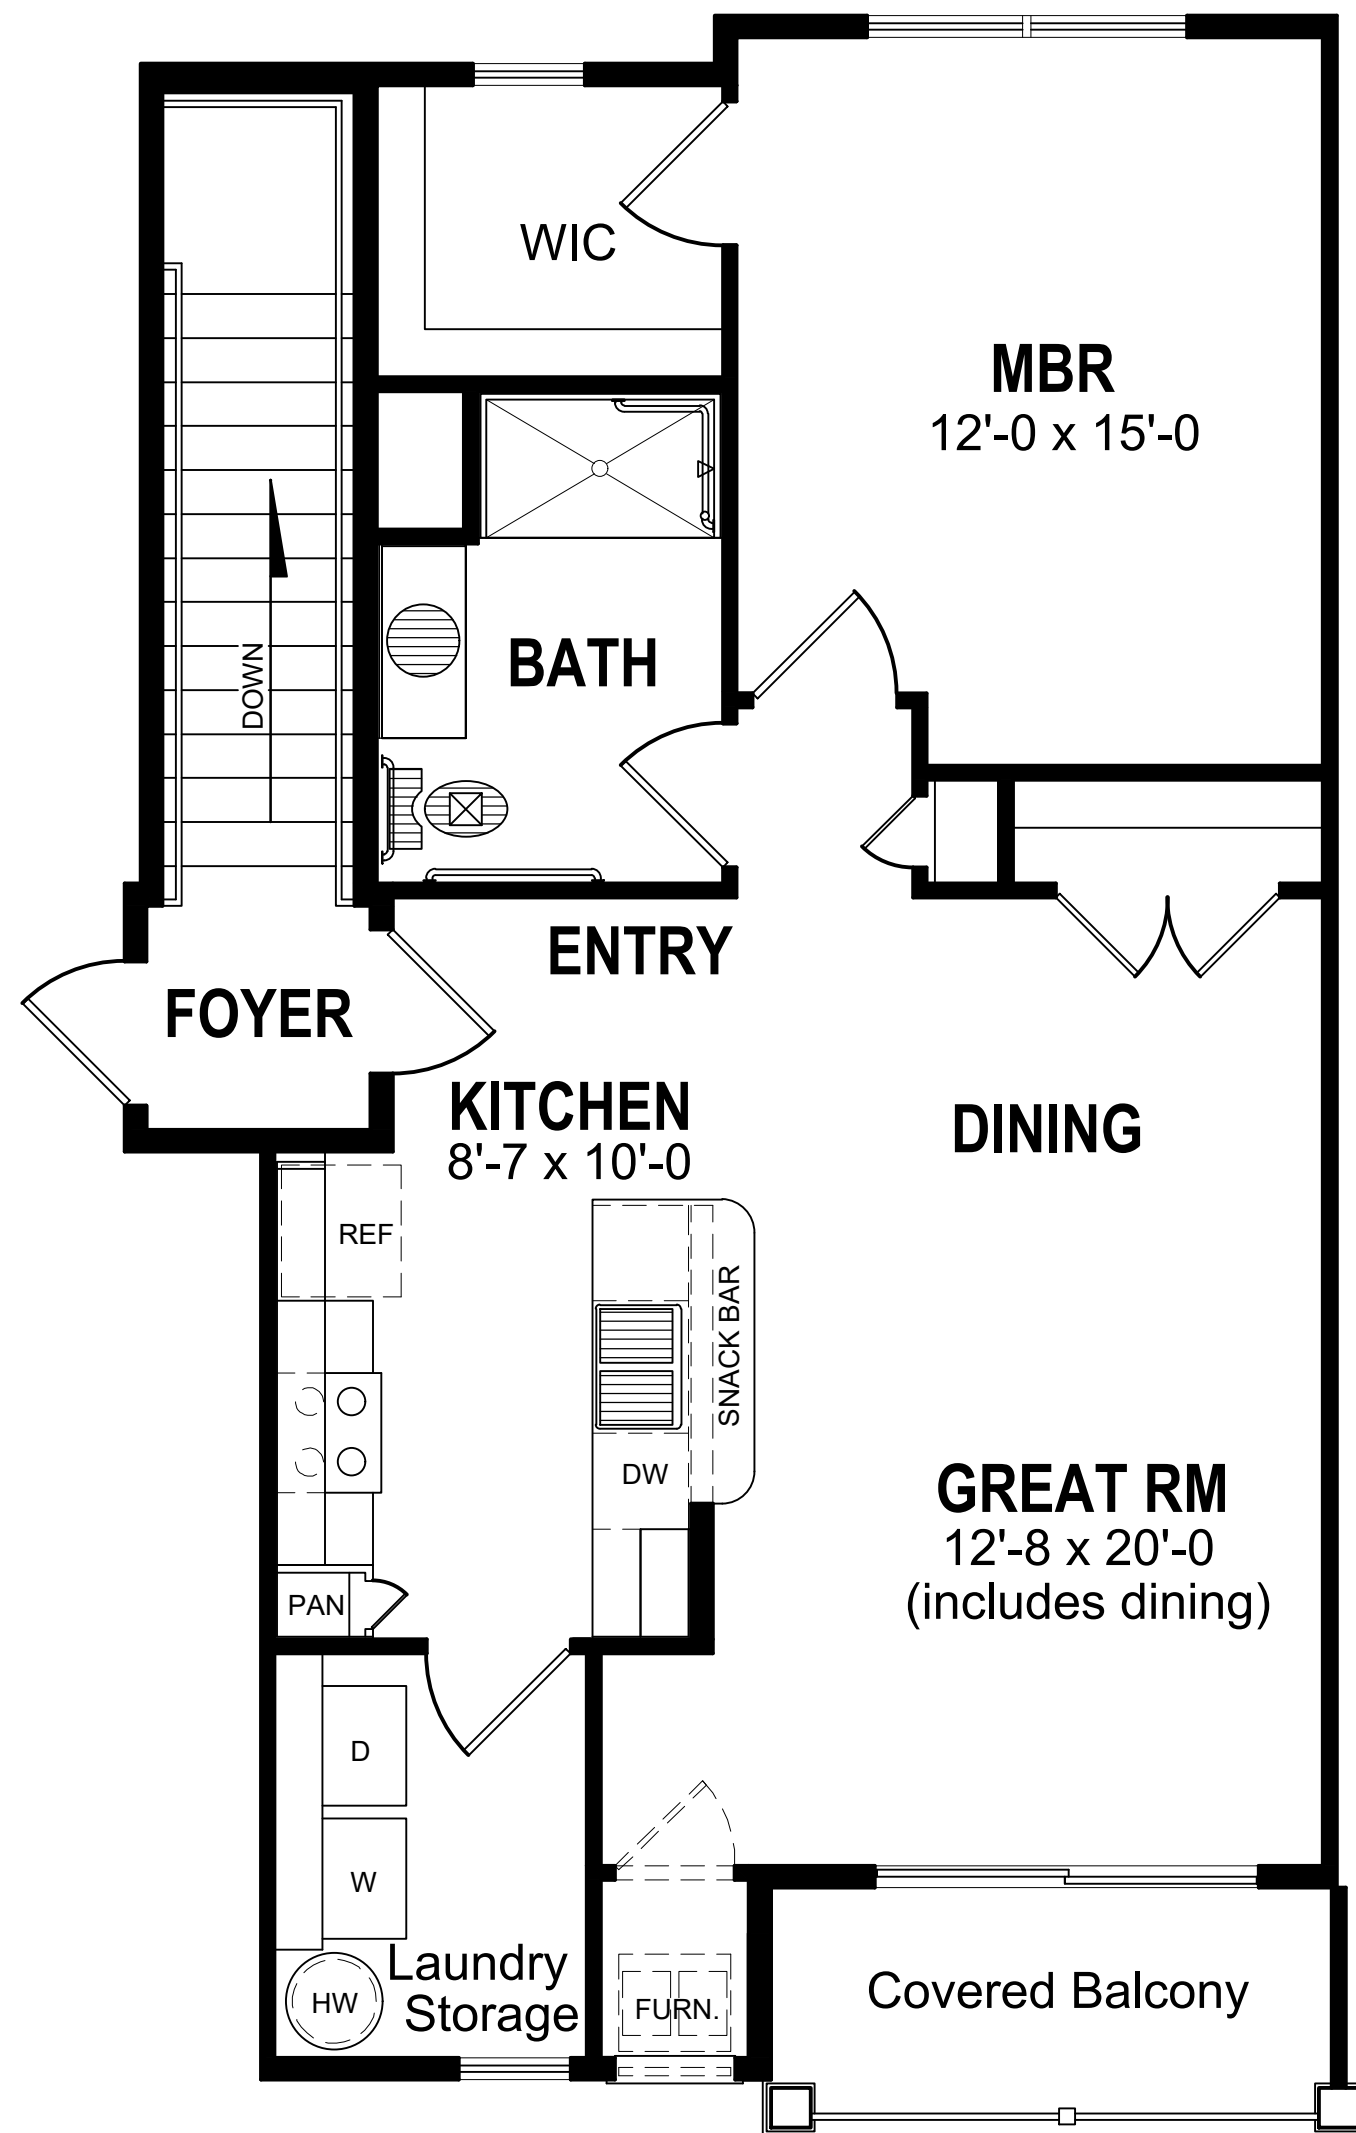 WIC
MBR
12'-0 x 15'-0
BATH
DOWN
ENTRY
FOYER
KITCHEN
8'-7 x 10'-0
DINING
REF
SNACK BAR
DW
GREAT RM
12'-8 x 20'-0
(includes dining)
PAN
D
W
Laundry
Storage
HW
FURN.
Covered Balcony